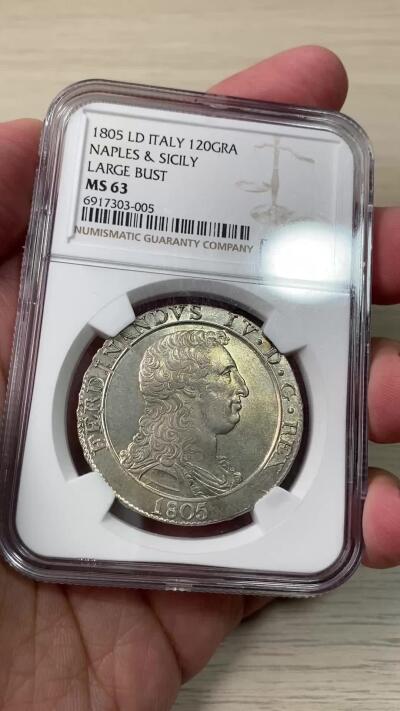 1805 LD ITALY 120GRA
NAPLES & SICILY
LARGE BUST
MS 63
6917303-005
NUMISMATIC GUARANTY COMPANY
FERDINANDVS IV·D·G·REX
1805